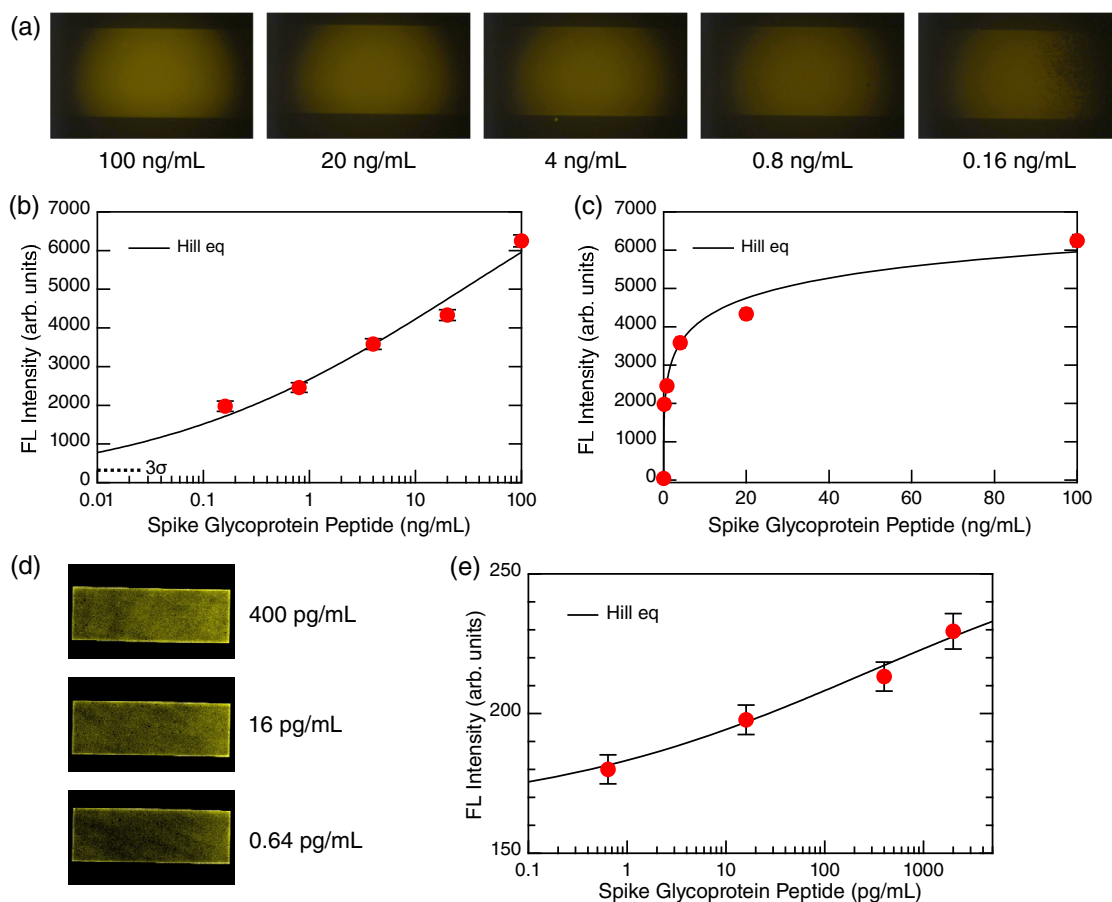 (a)
100 ng/mL
20 ng/mL
4 ng/mL
0.8 ng/mL
0.16 ng/mL
(b)
7000
6000
5000
4000
3000
2000
1000
0
FL Intensity (arb. units)
Hill eq
3σ
0.01
0.1
1
10
100
Spike Glycoprotein Peptide (ng/mL)
(c)
7000
6000
5000
4000
3000
2000
1000
0
FL Intensity (arb. units)
Hill eq
0
20
40
60
80
100
Spike Glycoprotein Peptide (ng/mL)
(d)
400 pg/mL
16 pg/mL
0.64 pg/mL
(e)
250
200
150
FL Intensity (arb. units)
Hill eq
0.1
1
10
100
1000
Spike Glycoprotein Peptide (pg/mL)